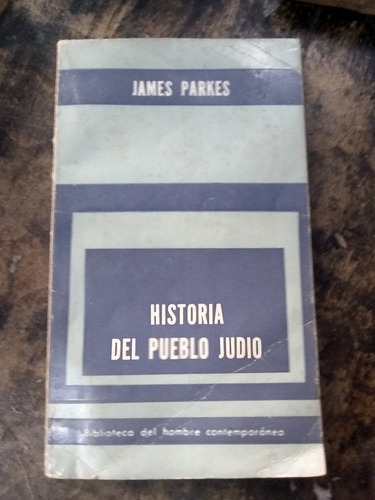 JAMES PARKES
HISTORIA
DEL PUEBLO JUDIO
Biblioteca del hombre contemporáneo